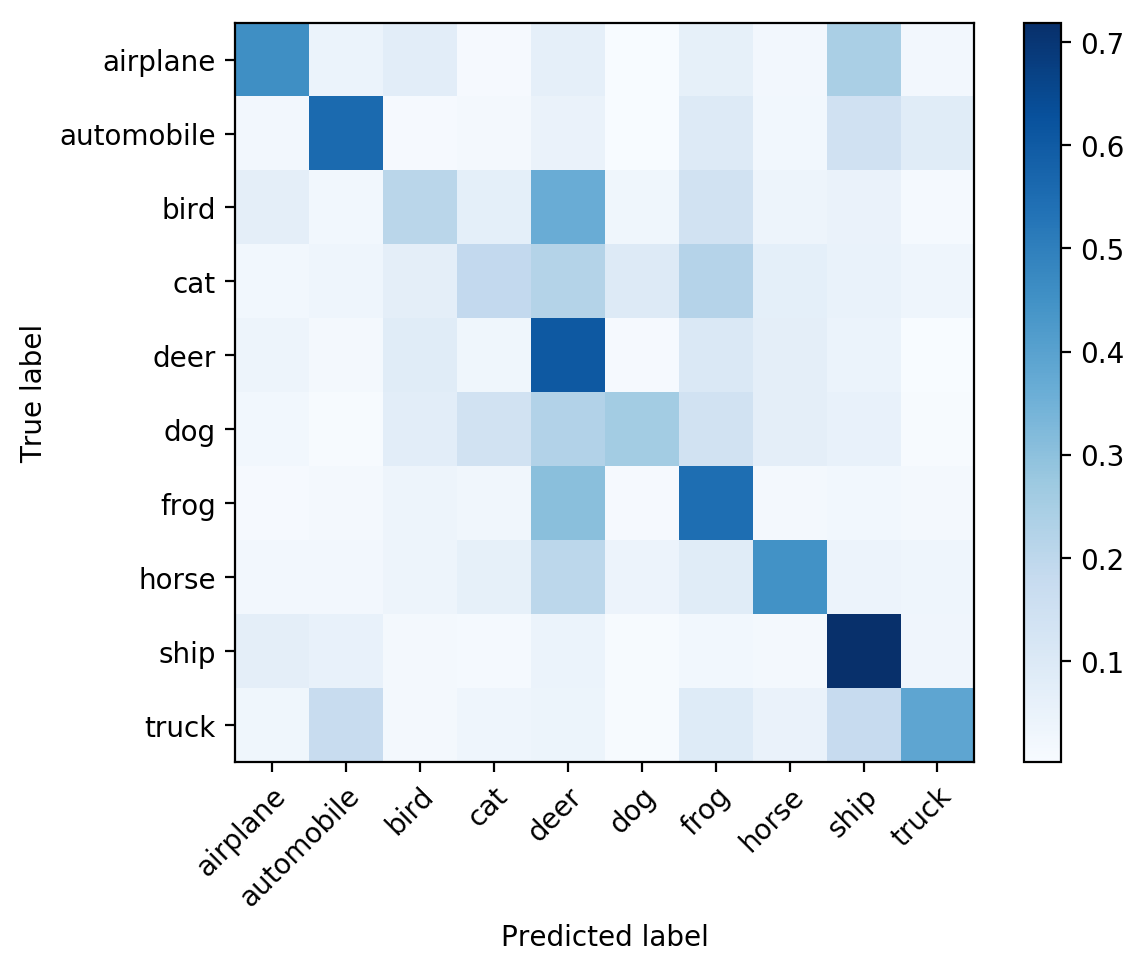 True label
airplane
automobile
bird
cat
deer
dog
frog
horse
ship
truck
airplane
automobile
bird
cat
deer
dog
frog
horse
ship
truck
Predicted label
0.7
0.6
0.5
0.4
0.3
0.2
0.1